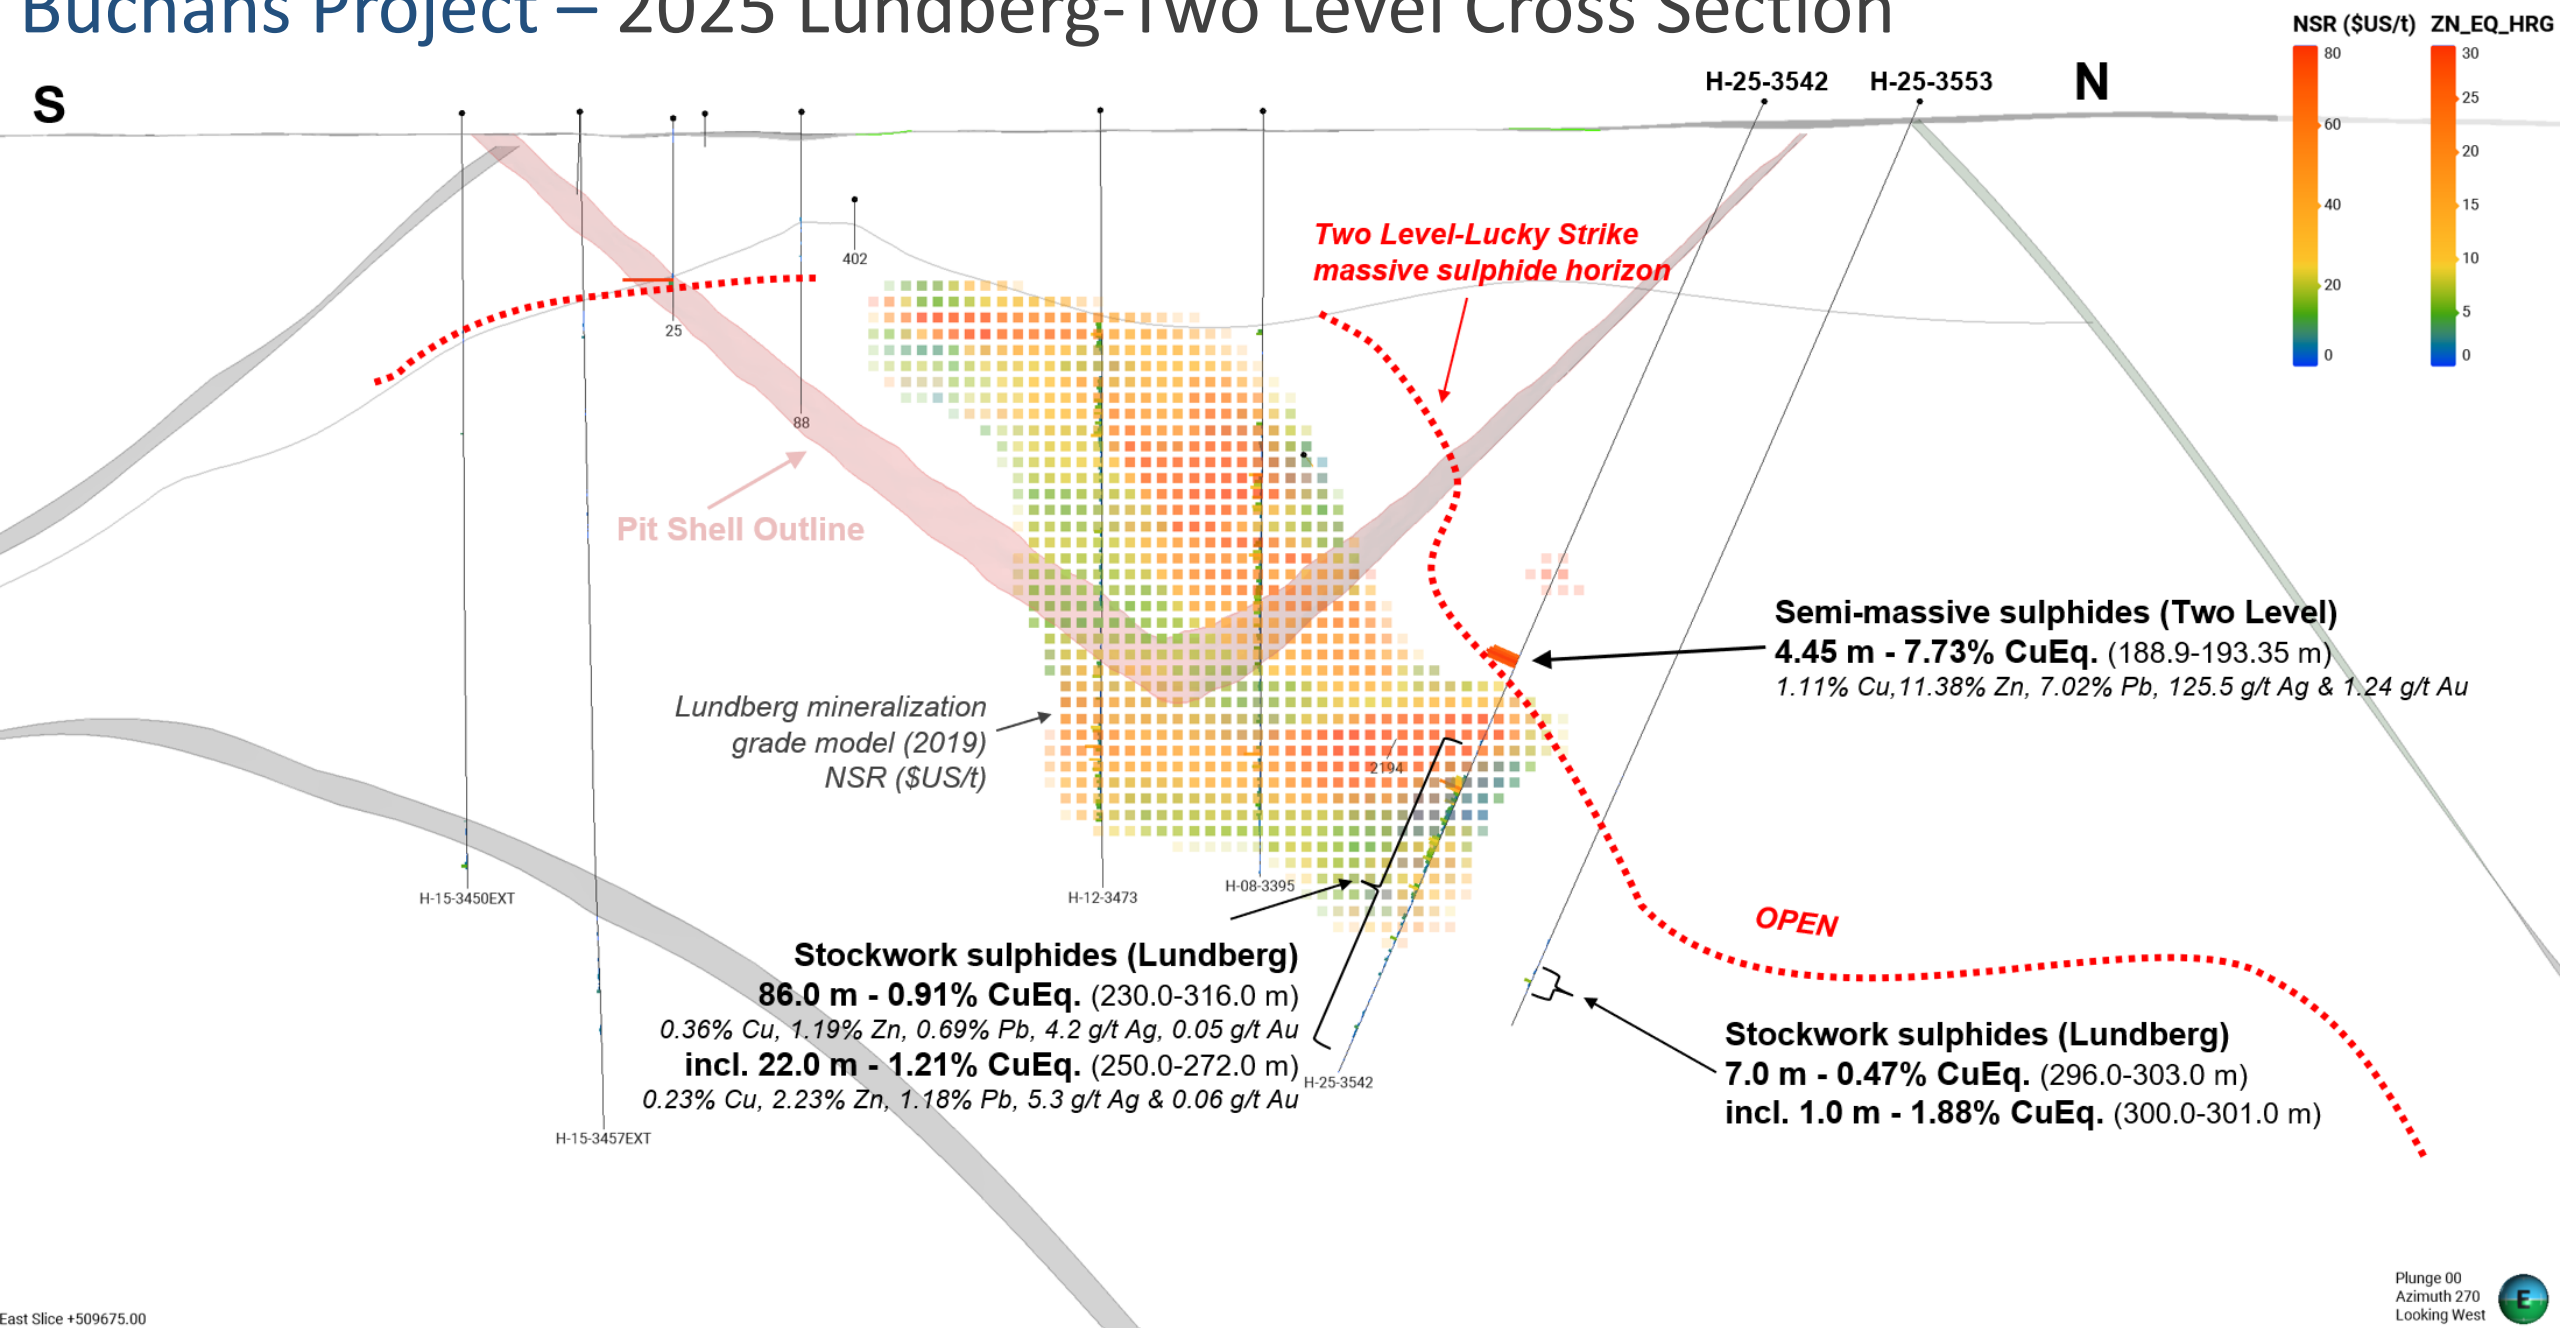 Buchans Project – 2025 Lundberg-Two Level Cross Section
NSR ($US/t) ZN_EQ_HRG
80 30
25
60
20
40 15
10
20
5
0 0
S
H-25-3542 H-25-3553 N
402
Two Level-Lucky Strike
massive sulphide horizon
25
88
Pit Shell Outline
Semi-massive sulphides (Two Level)
4.45 m - 7.73% CuEq. (188.9-193.35 m)
1.11% Cu,11.38% Zn, 7.02% Pb, 125.5 g/t Ag & 1.24 g/t Au
Lundberg mineralization
grade model (2019)
NSR ($US/t)
2194
H-15-3450EXT
H-12-3473
H-08-3395
OPEN
Stockwork sulphides (Lundberg)
86.0 m - 0.91% CuEq. (230.0-316.0 m)
0.36% Cu, 1.19% Zn, 0.69% Pb, 4.2 g/t Ag, 0.05 g/t Au
incl. 22.0 m - 1.21% CuEq. (250.0-272.0 m)
0.23% Cu, 2.23% Zn, 1.18% Pb, 5.3 g/t Ag & 0.06 g/t Au
H-25-3542
Stockwork sulphides (Lundberg)
7.0 m - 0.47% CuEq. (296.0-303.0 m)
incl. 1.0 m - 1.88% CuEq. (300.0-301.0 m)
H-15-3457EXT
East Slice +509675.00
Plunge 00
Azimuth 270
Looking West
E